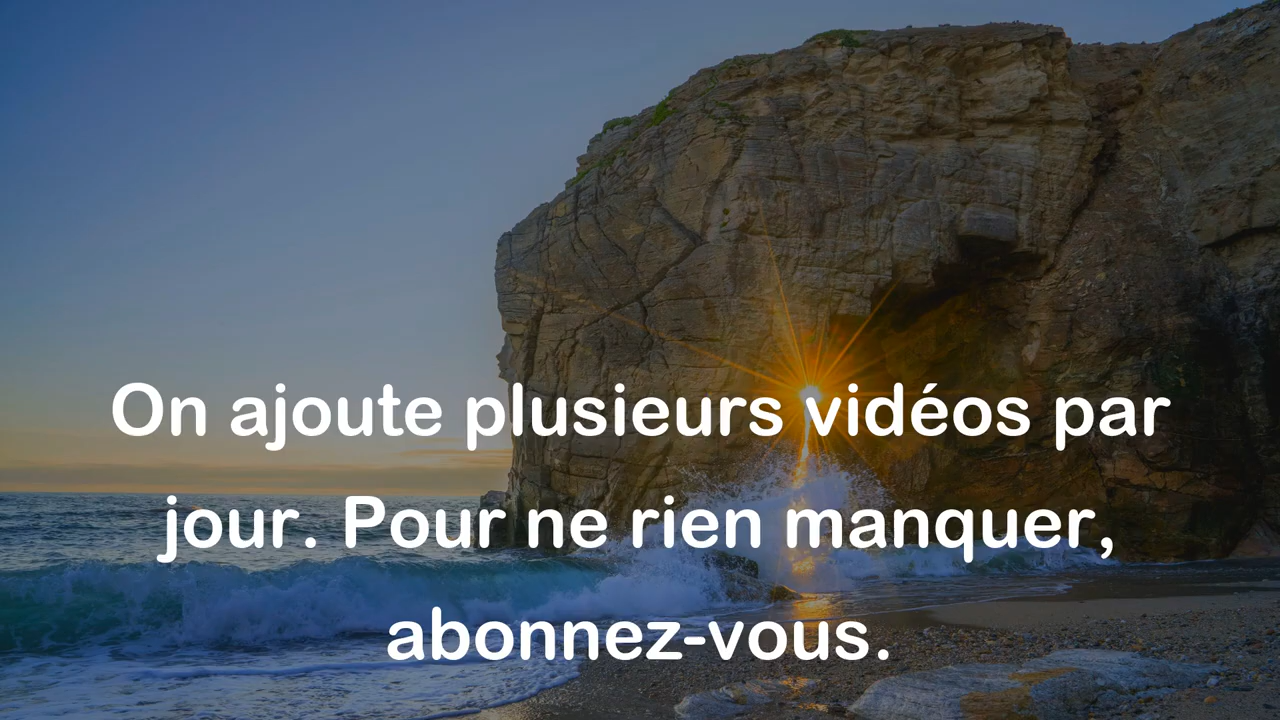 On ajoute plusieurs vidéos par
jour. Pour ne rien manquer,
abonnez-vous.